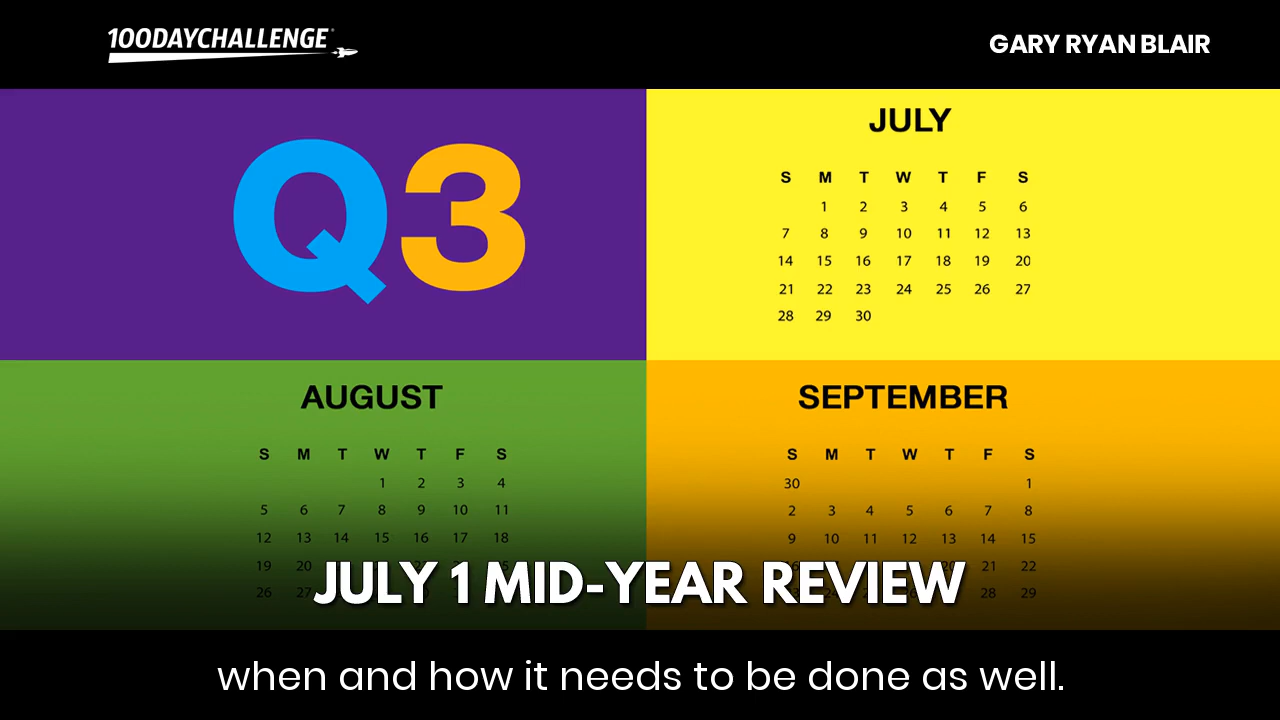 100DAYCHALLENGE
GARY RYAN BLAIR
Q3
JULY
S M T W T F S
1 2 3 4 5 6
7 8 9 10 11 12 13
14 15 16 17 18 19 20
21 22 23 24 25 26 27
28 29 30
AUGUST
S M T W T F S
1 2 3 4
5 6 7 8 9 10 11
12 13 14 15 16 17 18
19 20
26
SEPTEMBER
S M T W T F S
30 1
2 3 4 5 6 7 8
9 10 11 12 13 14 15
21 22
28 29
JULY 1 MID-YEAR REVIEW
when and how it needs to be done as well.